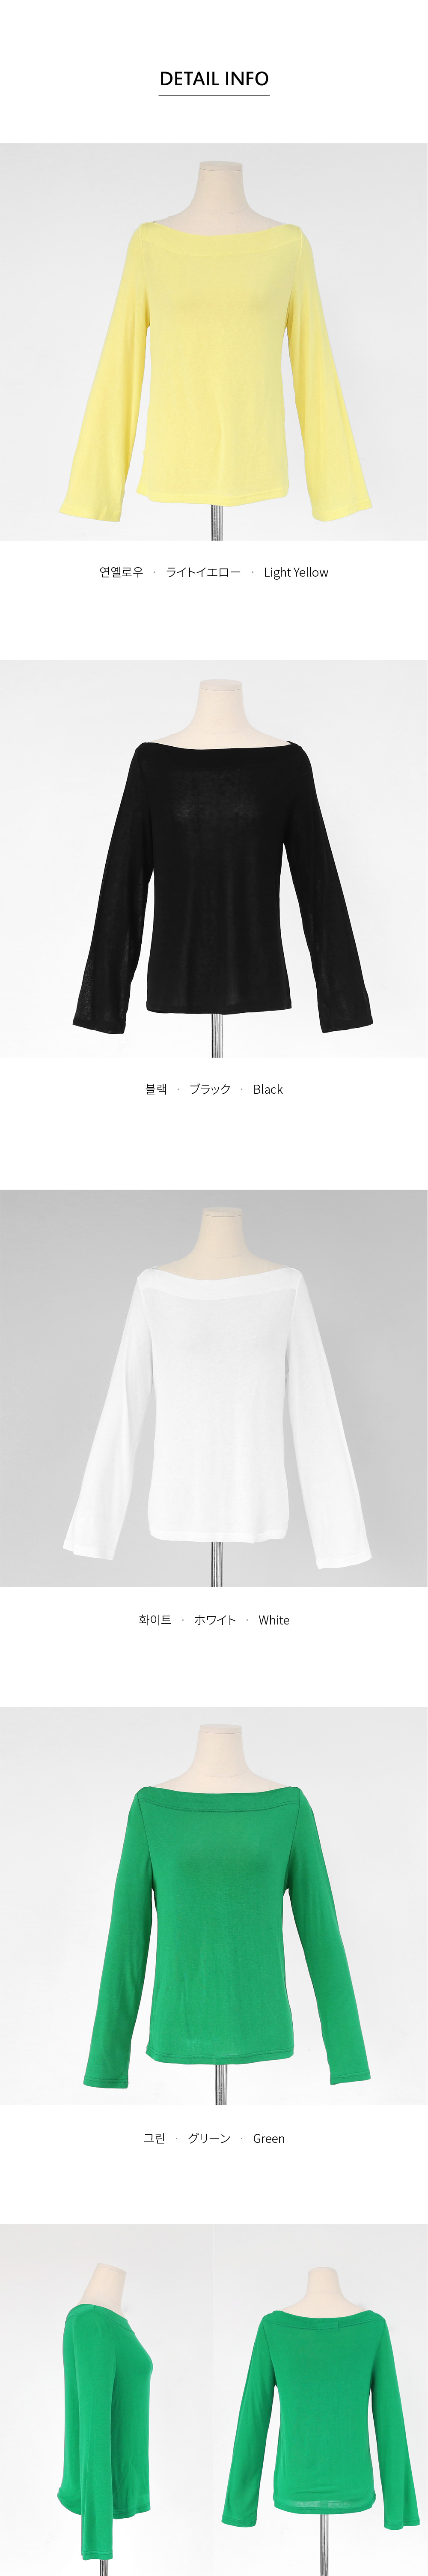 DETAIL INFO
연옐로우 · ライトイエロー · Light Yellow
블랙 · ブラック · Black
화이트 · ホワイト · White
그린 · グリーン · Green